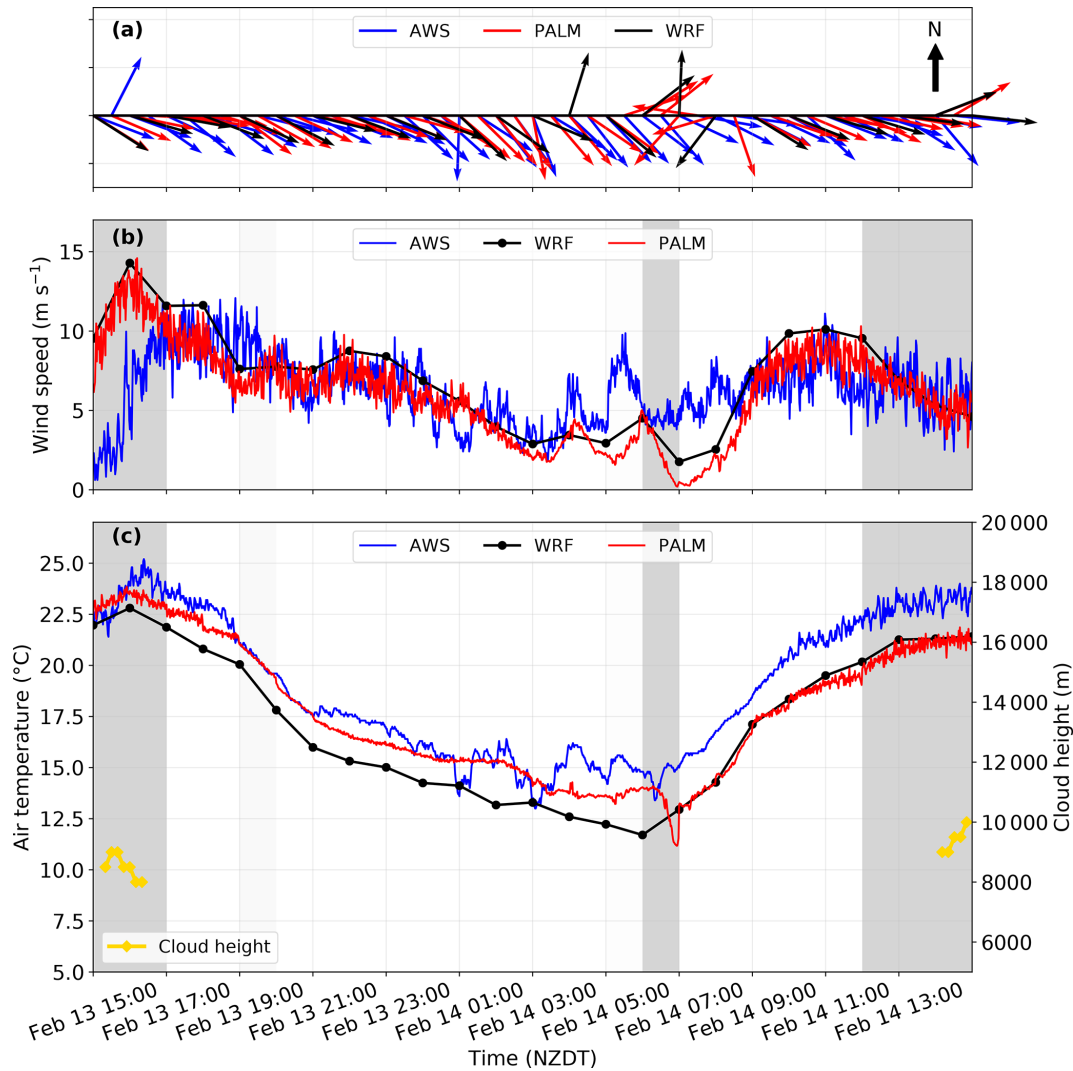 (a)
AWS PALM WRF
N
(b)
AWS WRF PALM
Wind speed (m s⁻¹)
15
10
5
0
(c)
AWS WRF PALM
Air temperature (°C)
25.0
22.5
20.0
17.5
15.0
12.5
10.0
7.5
5.0
Cloud height (m)
20 000
18 000
16 000
14 000
12 000
10 000
8000
6000
Cloud height
Feb 13 15:00
Feb 13 17:00
Feb 13 19:00
Feb 13 21:00
Feb 13 23:00
Feb 14 01:00
Feb 14 03:00
Feb 14 05:00
Feb 14 07:00
Feb 14 09:00
Feb 14 11:00
Feb 14 13:00
Time (NZDT)